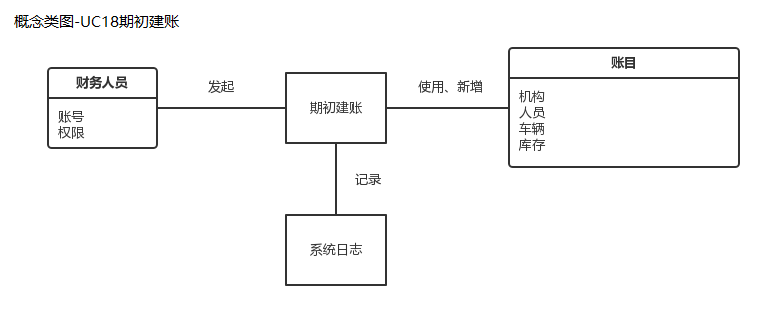 概念类图-UC18期初建账
财务人员
账号
权限
发起
期初建账
使用、新增
账目
机构
人员
车辆
库存
记录
系统日志